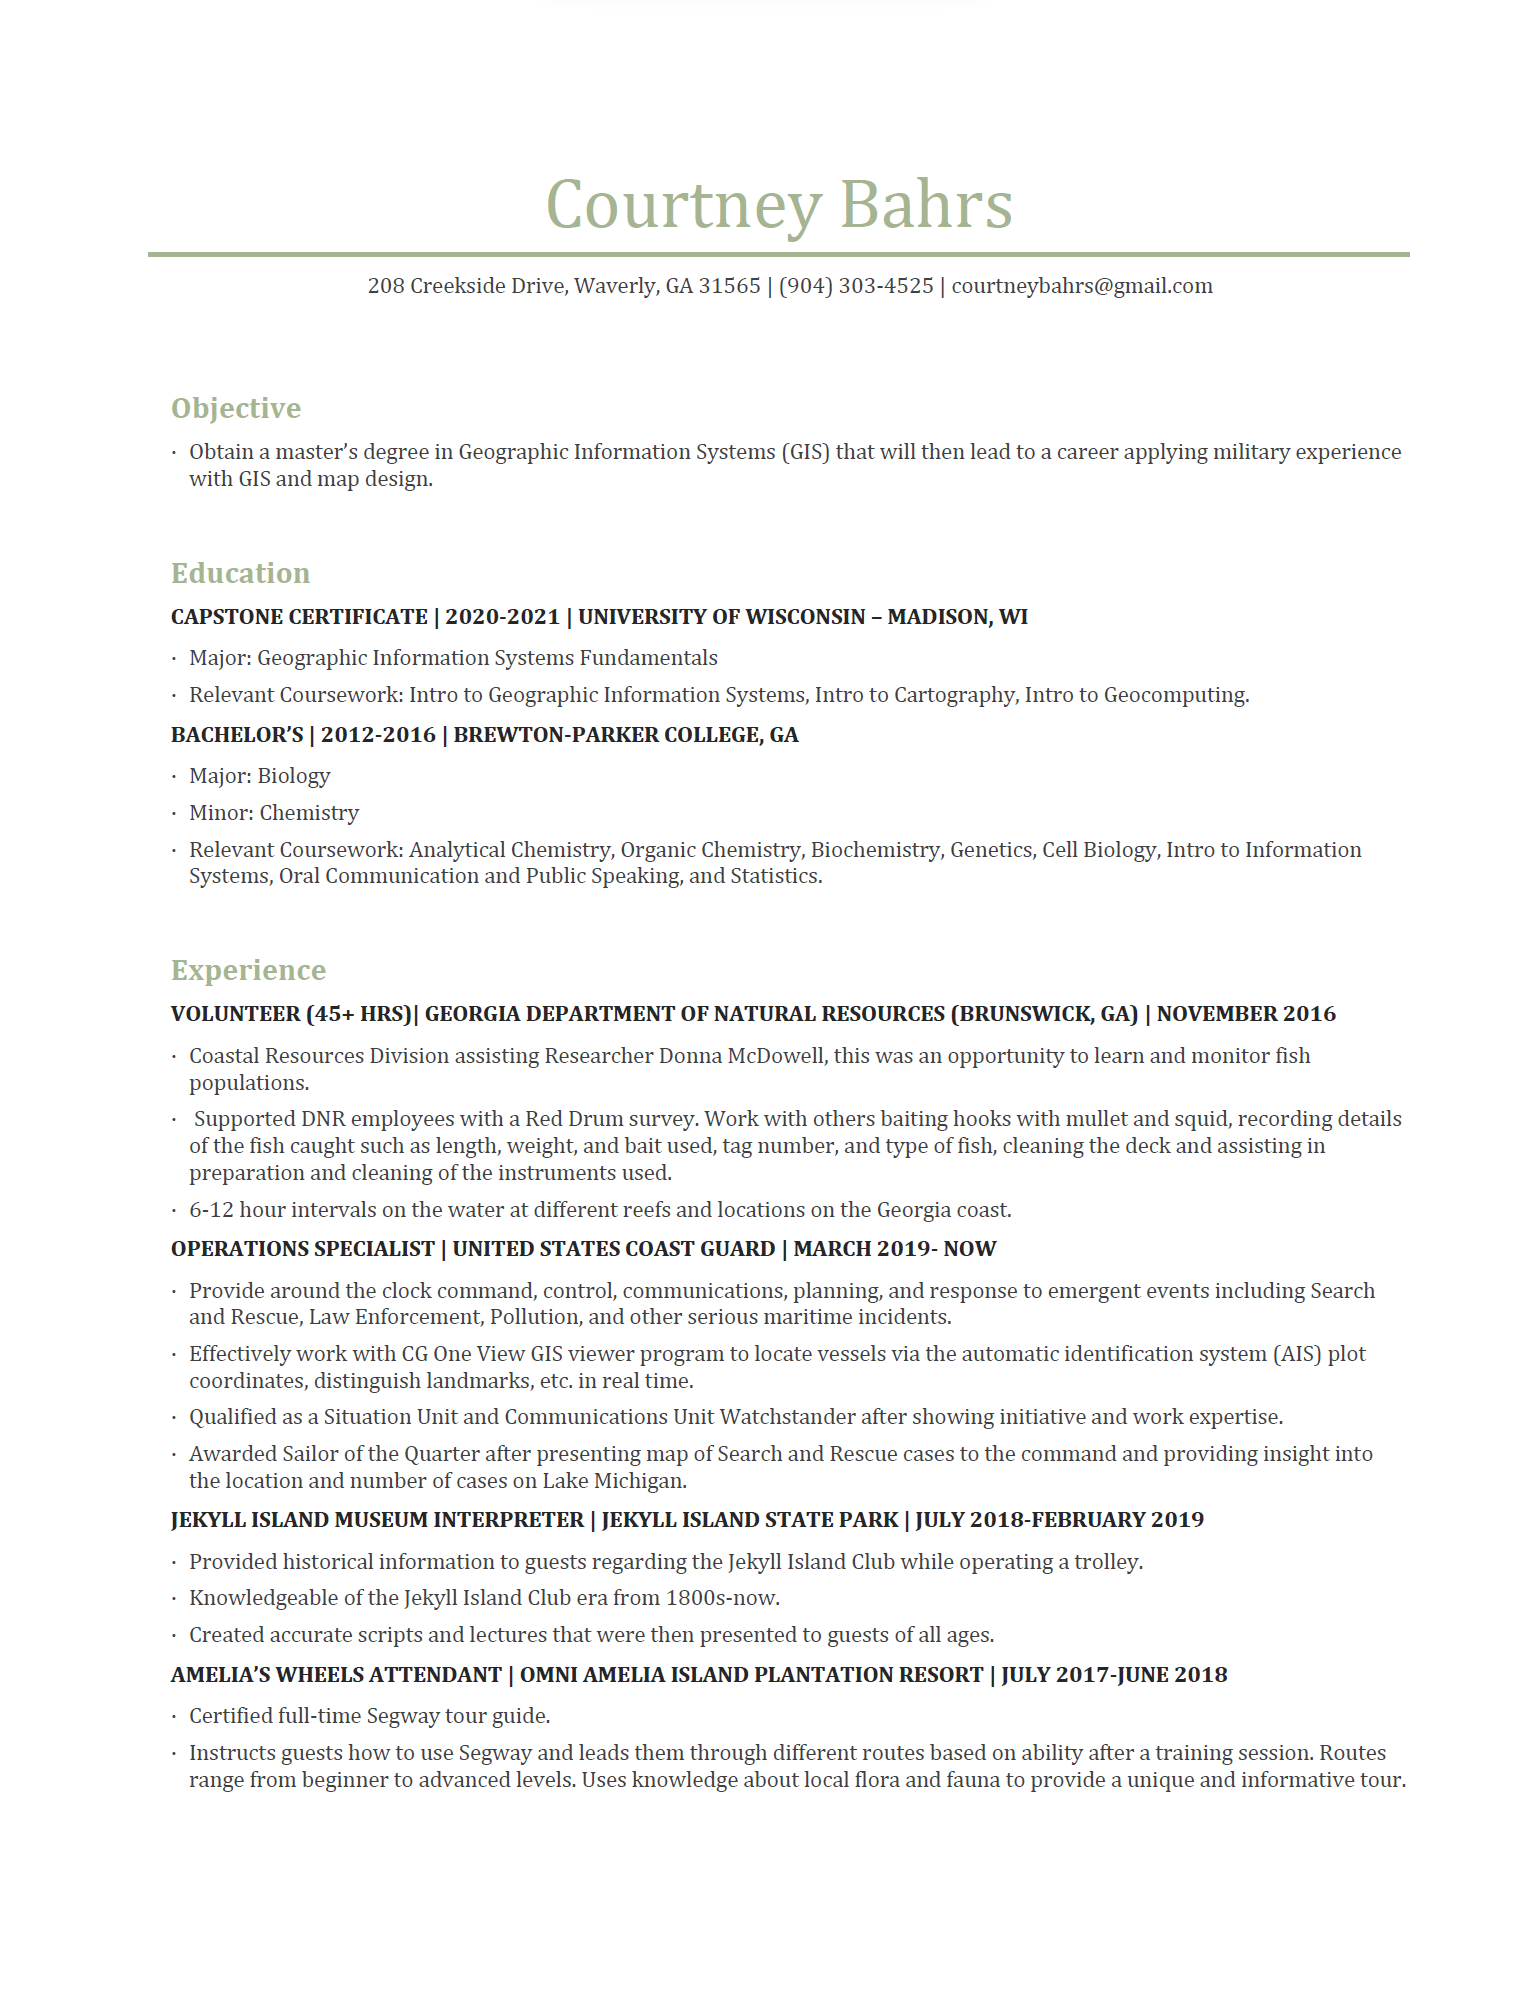 Courtney Bahrs
208 Creekside Drive, Waverly, GA 31565 | (904) 303-4525 | courtneybahrs@gmail.com
Objective
· Obtain a master’s degree in Geographic Information Systems (GIS) that will then lead to a career applying military experience
with GIS and map design.
Education
CAPSTONE CERTIFICATE | 2020-2021 | UNIVERSITY OF WISCONSIN – MADISON, WI
· Major: Geographic Information Systems Fundamentals
· Relevant Coursework: Intro to Geographic Information Systems, Intro to Cartography, Intro to Geocomputing.
BACHELOR’S | 2012-2016 | BREWTON-PARKER COLLEGE, GA
· Major: Biology
· Minor: Chemistry
· Relevant Coursework: Analytical Chemistry, Organic Chemistry, Biochemistry, Genetics, Cell Biology, Intro to Information
Systems, Oral Communication and Public Speaking, and Statistics.
Experience
VOLUNTEER (45+ HRS)| GEORGIA DEPARTMENT OF NATURAL RESOURCES (BRUNSWICK, GA) | NOVEMBER 2016
· Coastal Resources Division assisting Researcher Donna McDowell, this was an opportunity to learn and monitor fish
populations.
· Supported DNR employees with a Red Drum survey. Work with others baiting hooks with mullet and squid, recording details
of the fish caught such as length, weight, and bait used, tag number, and type of fish, cleaning the deck and assisting in
preparation and cleaning of the instruments used.
· 6-12 hour intervals on the water at different reefs and locations on the Georgia coast.
OPERATIONS SPECIALIST | UNITED STATES COAST GUARD | MARCH 2019- NOW
· Provide around the clock command, control, communications, planning, and response to emergent events including Search
and Rescue, Law Enforcement, Pollution, and other serious maritime incidents.
· Effectively work with CG One View GIS viewer program to locate vessels via the automatic identification system (AIS) plot
coordinates, distinguish landmarks, etc. in real time.
· Qualified as a Situation Unit and Communications Unit Watchstander after showing initiative and work expertise.
· Awarded Sailor of the Quarter after presenting map of Search and Rescue cases to the command and providing insight into
the location and number of cases on Lake Michigan.
JEKYLL ISLAND MUSEUM INTERPRETER | JEKYLL ISLAND STATE PARK | JULY 2018-FEBRUARY 2019
· Provided historical information to guests regarding the Jekyll Island Club while operating a trolley.
· Knowledgeable of the Jekyll Island Club era from 1800s-now.
· Created accurate scripts and lectures that were then presented to guests of all ages.
AMELIA’S WHEELS ATTENDANT | OMNI AMELIA ISLAND PLANTATION RESORT | JULY 2017-JUNE 2018
· Certified full-time Segway tour guide.
· Instructs guests how to use Segway and leads them through different routes based on ability after a training session. Routes
range from beginner to advanced levels. Uses knowledge about local flora and fauna to provide a unique and informative tour.